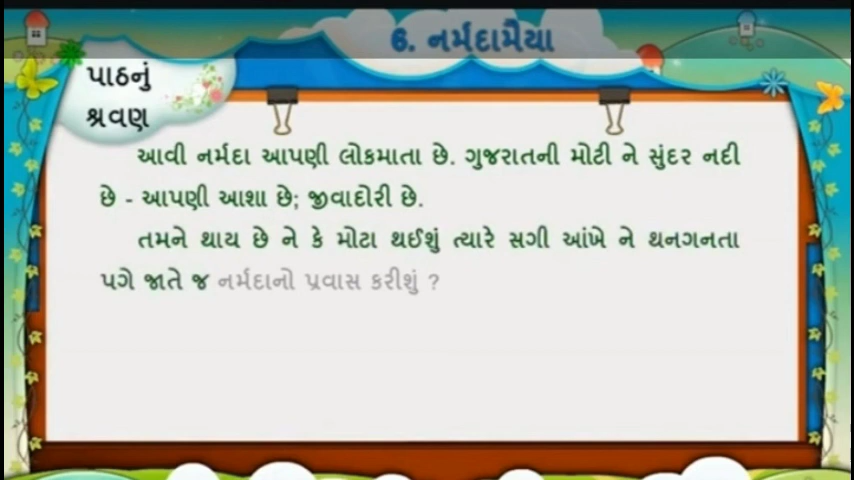 6. નર્મદામૈયા
પાઠનું
શ્રવણ
આવી નર્મદા આપણી લોકમાતા છે. ગુજરાતની મોટી ને સુંદર નદી
છે - આપણી આશા છે; જીવાદોરી છે.
તમને થાય છે ને કે મોટા થઈશું ત્યારે સગી આંખે ને થનગનતા
પગે જાતે જ નર્મદાનો પ્રવાસ કરીશું ?